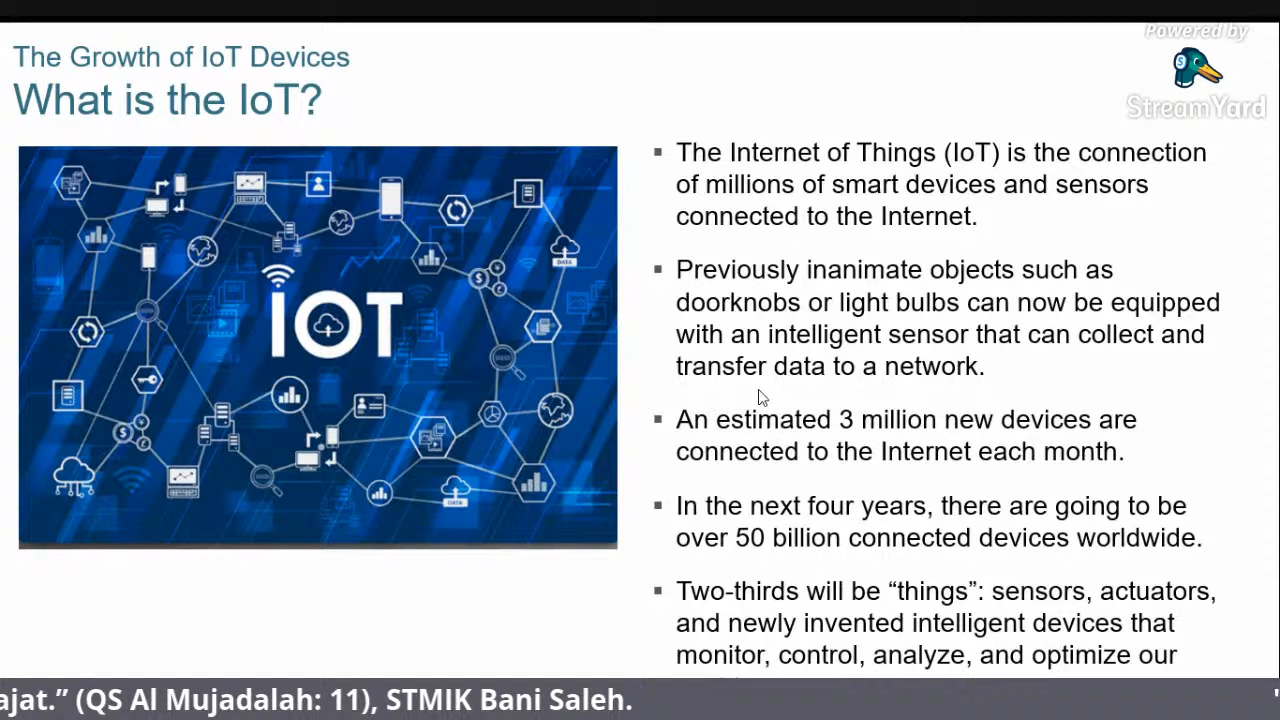 Powered by
StreamYard
The Growth of IoT Devices
What is the IoT?
IOT
DATA
DATA
The Internet of Things (IoT) is the connection
of millions of smart devices and sensors
connected to the Internet.
Previously inanimate objects such as
doorknobs or light bulbs can now be equipped
with an intelligent sensor that can collect and
transfer data to a network.
An estimated 3 million new devices are
connected to the Internet each month.
In the next four years, there are going to be
over 50 billion connected devices worldwide.
Two-thirds will be “things”: sensors, actuators,
and newly invented intelligent devices that
monitor, control, analyze, and optimize our
ajat.” (QS Al Mujadalah: 11), STMIK Bani Saleh.